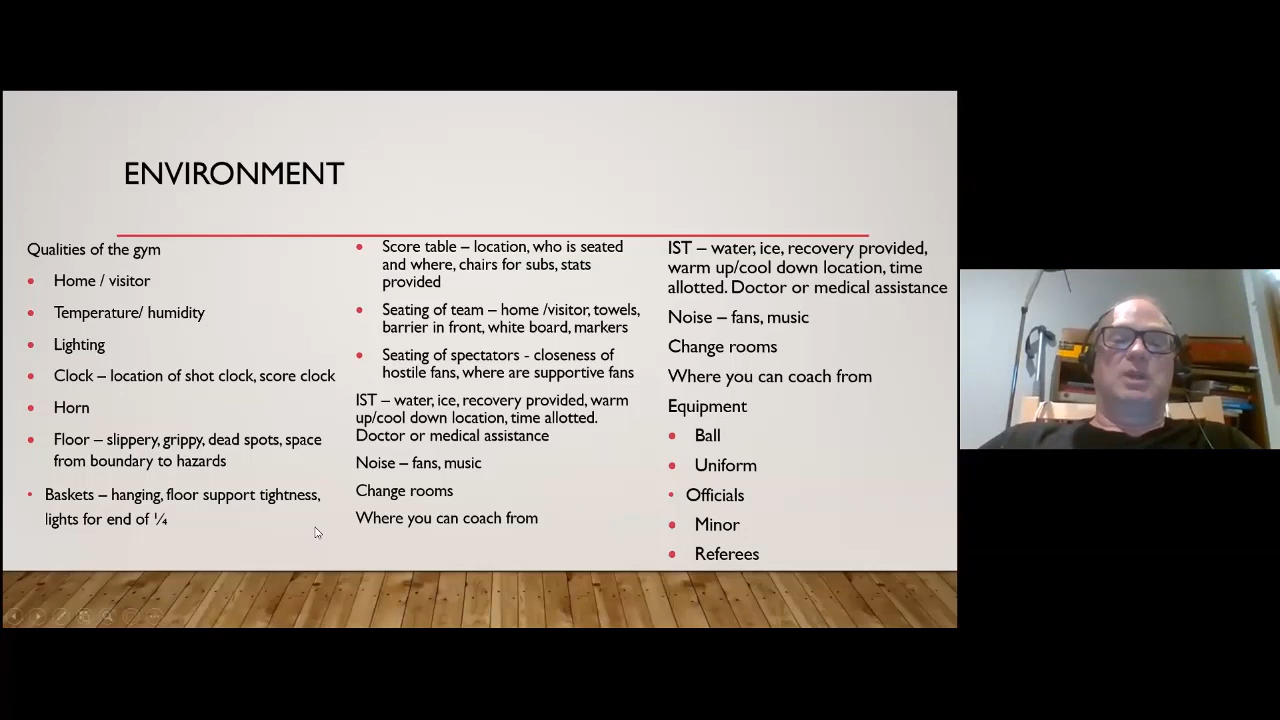 ENVIRONMENT
Qualities of the gym
Home / visitor
Temperature/ humidity
Lighting
Clock – location of shot clock, score clock
Horn
Floor – slippery, grippy, dead spots, space
from boundary to hazards
Baskets – hanging, floor support tightness,
lights for end of ¼
Score table – location, who is seated
and where, chairs for subs, stats
provided
Seating of team – home /visitor, towels,
barrier in front, white board, markers
Seating of spectators - closeness of
hostile fans, where are supportive fans
IST – water, ice, recovery provided, warm
up/cool down location, time allotted.
Doctor or medical assistance
Noise – fans, music
Change rooms
Where you can coach from
IST – water, ice, recovery provided,
warm up/cool down location, time
allotted. Doctor or medical assistance
Noise – fans, music
Change rooms
Where you can coach from
Equipment
Ball
Uniform
Officials
Minor
Referees